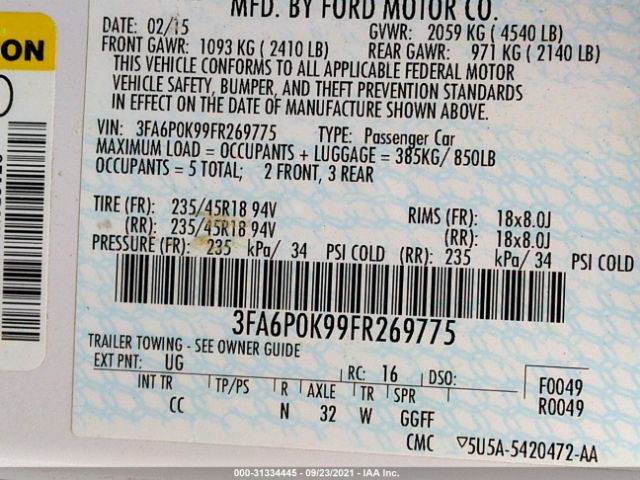 MFD. BY FORD MOTOR CO.
DATE: 02/15 GVWR: 2059 KG ( 4540 LB)
FRONT GAWR: 1093 KG ( 2410 LB) REAR GAWR: 971 KG ( 2140 LB)
THIS VEHICLE CONFORMS TO ALL APPLICABLE FEDERAL MOTOR
VEHICLE SAFETY, BUMPER, AND THEFT PREVENTION STANDARDS
IN EFFECT ON THE DATE OF MANUFACTURE SHOWN ABOVE.
VIN: 3FA6P0K99FR269775 TYPE: Passenger Car
MAXIMUM LOAD = OCCUPANTS + LUGGAGE = 385KG/ 850LB
OCCUPANTS = 5 TOTAL; 2 FRONT, 3 REAR
TIRE (FR): 235/45R18 94V RIMS (FR): 18x8.0J
(RR): 235/45R18 94V (RR): 18x8.0J
PRESSURE (FR): 235 kPa/ 34 PSI COLD (RR): 235 kPa/ 34 PSI COLD
3FA6P0K99FR269775
TRAILER TOWING - SEE OWNER GUIDE
EXT PNT: UG RC: 16 DSO: F0049
R0049
INT TR TP/PS R AXLE TR SPR
CC N 32 W GGFF
CMC 5U5A-5420472-AA
000-31334445 - 09/23/2021 - IAA Inc.